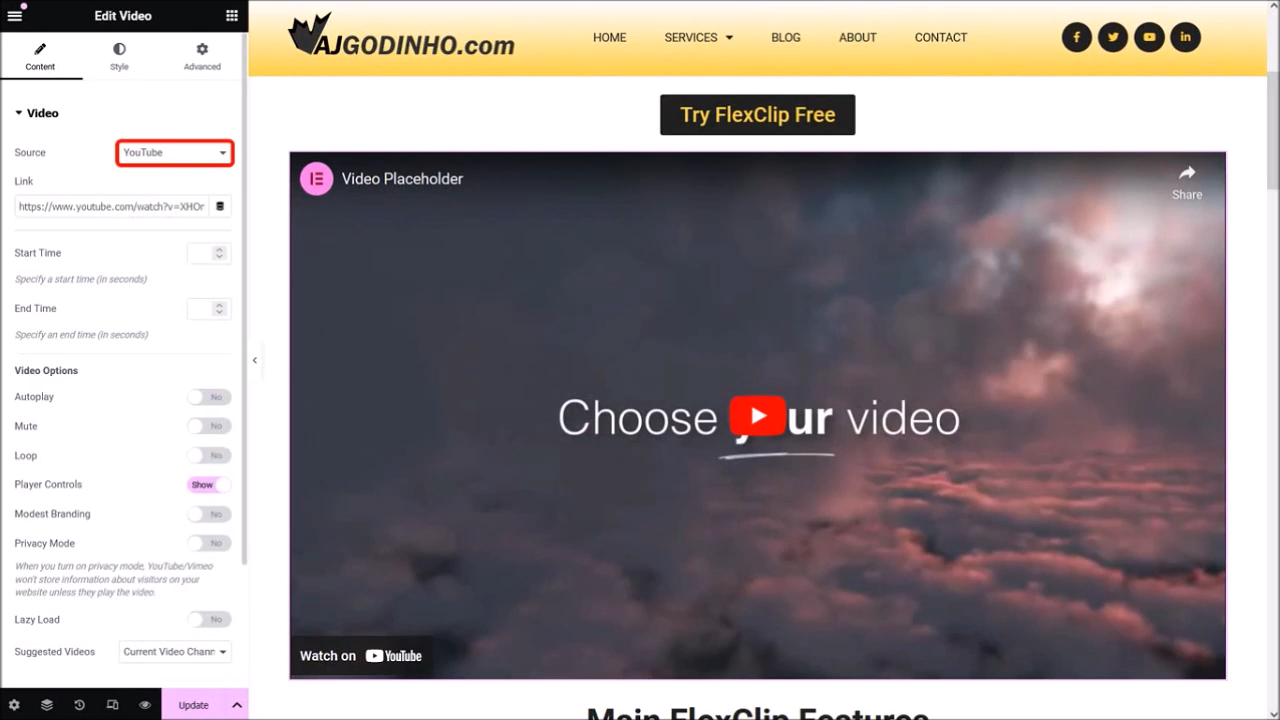 Edit Video
Content
Style
Advanced
Video
Source
YouTube
Link
https://www.youtube.com/watch?v=XHOr
Start Time
Specify a start time (in seconds)
End Time
Specify an end time (in seconds)
Video Options
Autoplay
No
Mute
No
Loop
No
Player Controls
Show
Modest Branding
No
Privacy Mode
No
When you turn on privacy mode, YouTube/Vimeo
won't store information about visitors on your
website unless they play the video.
Lazy Load
No
Suggested Videos
Current Video Chann
Update
AJGODINHO.com
HOME
SERVICES
BLOG
ABOUT
CONTACT
Try FlexClip Free
Video Placeholder
Share
Choose your video
Watch on YouTube
Main FlexClip Features